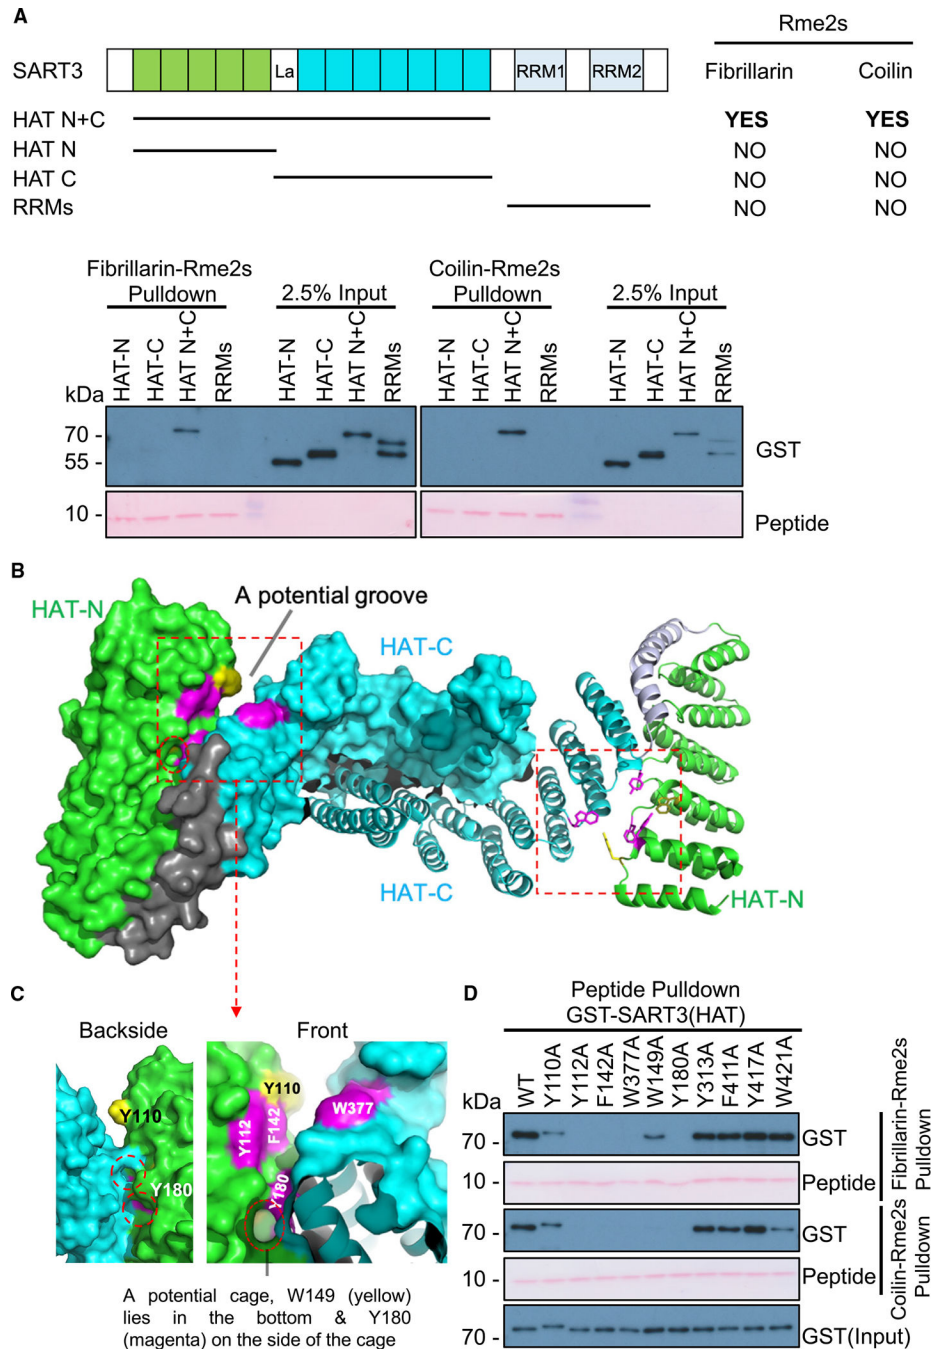 A
Rme2s
SART3
La
RRM1
RRM2
Fibrillarin
Coilin
HAT N+C
YES
YES
HAT N
NO
NO
HAT C
NO
NO
RRMs
NO
NO
Fibrillarin-Rme2s
Pulldown
2.5% Input
Coilin-Rme2s
Pulldown
2.5% Input
HAT-N
HAT-C
HAT N+C
RRMs
HAT-N
HAT-C
HAT N+C
RRMs
HAT-N
HAT-C
HAT N+C
RRMs
HAT-N
HAT-C
HAT N+C
RRMs
kDa
70 -
55 -
GST
10 -
Peptide
B
HAT-N
A potential groove
HAT-C
HAT-C
HAT-N
C
Backside
Front
Y110
Y180
Y110
Y112
F142
W377
Y180
A potential cage, W149 (yellow)
lies in the bottom & Y180
(magenta) on the side of the cage
D
Peptide Pulldown
GST-SART3(HAT)
WT
Y110A
Y112A
F142A
W377A
W149A
Y180A
Y313A
F411A
Y417A
W421A
kDa
70 -
GST
10 -
Peptide
Fibrillarin-Rme2s
Pulldown
70 -
GST
10 -
Peptide
Coilin-Rme2s
Pulldown
70 -
GST(Input)